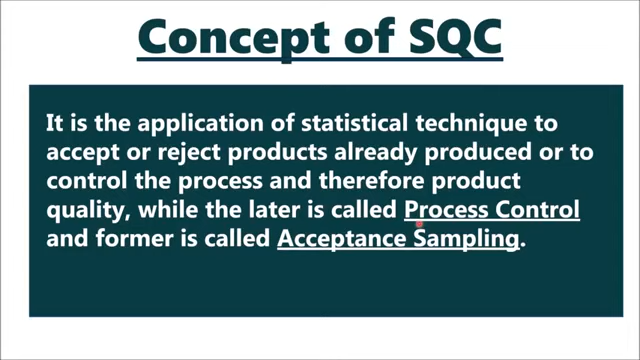 Concept of SQC
It is the application of statistical technique to
accept or reject products already produced or to
control the process and therefore product
quality, while the later is called Process Control
and former is called Acceptance Sampling.